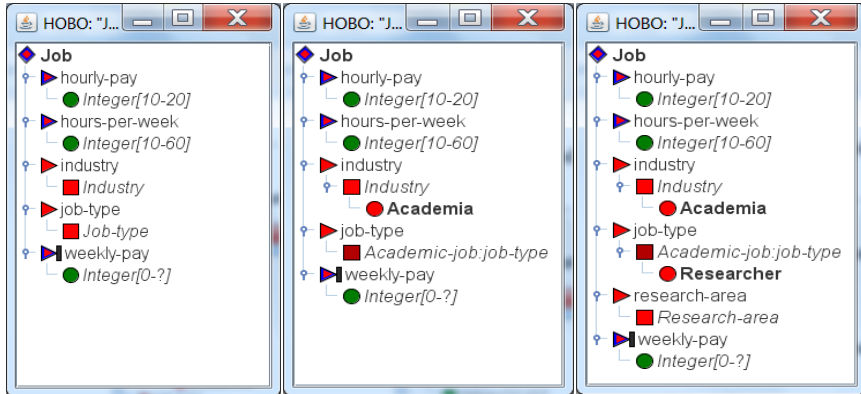 HOBO: "J...
Job
hourly-pay
Integer[10-20]
hours-per-week
Integer[10-60]
industry
Industry
job-type
Job-type
weekly-pay
Integer[0-?]
HOBO: "J...
Job
hourly-pay
Integer[10-20]
hours-per-week
Integer[10-60]
industry
Industry
Academia
job-type
Academic-job:job-type
weekly-pay
Integer[0-?]
HOBO: "J...
Job
hourly-pay
Integer[10-20]
hours-per-week
Integer[10-60]
industry
Industry
Academia
job-type
Academic-job:job-type
Researcher
research-area
Research-area
weekly-pay
Integer[0-?]